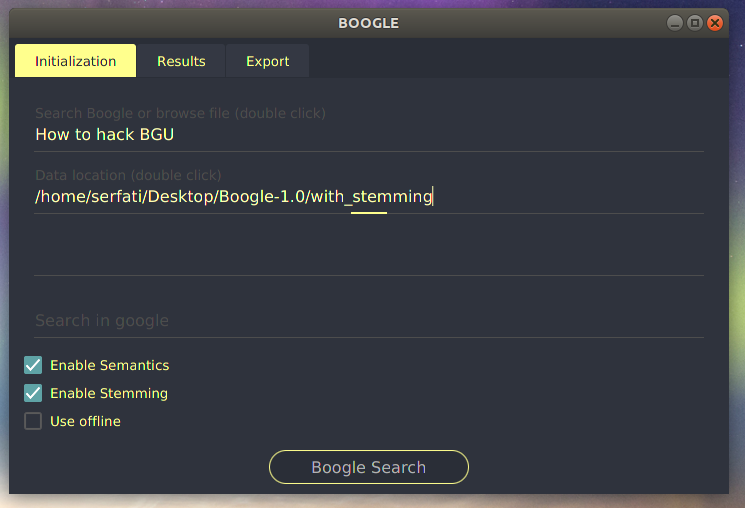 BOOGLE
Initialization Results Export
Search Boogle or browse file (double click)
How to hack BGU
Data location (double click)
/home/serfati/Desktop/Boogle-1.0/with_stemming
Search in google
Enable Semantics
Enable Stemming
Use offline
Boogle Search